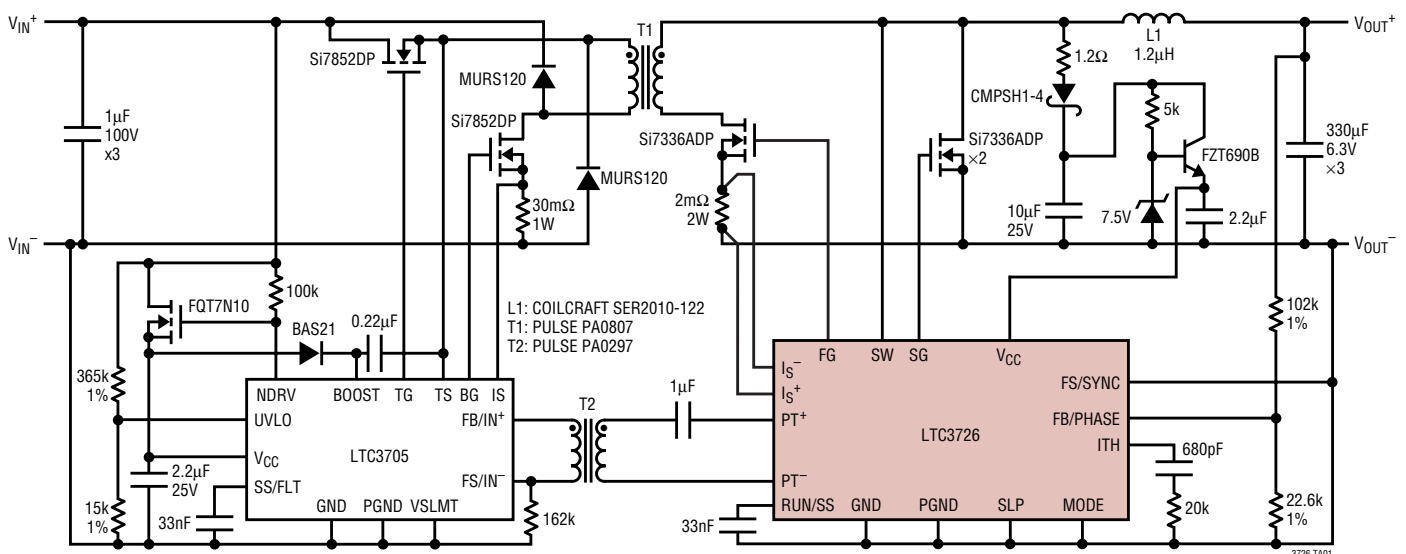 VIN+
VIN−
1µF
100V
x3
Si7852DP
MURS120
Si7852DP
30mΩ
1W
MURS120
T1
Si7336ADP
2mΩ
2W
Si7336ADP
×2
1.2Ω
CMPSH1-4
10µF
25V
7.5V
5k
FZT690B
2.2µF
L1
1.2µH
330µF
6.3V
×3
VOUT+
VOUT−
FQT7N10
100k
BAS21
0.22µF
365k
1%
15k
1%
2.2µF
25V
33nF
L1: COILCRAFT SER2010-122
T1: PULSE PA0807
T2: PULSE PA0297
NDRV
BOOST
TG
TS
BG
IS
UVLO
VCC
SS/FLT
LTC3705
FB/IN+
FS/IN−
GND
PGND
VSLMT
162k
T2
1µF
IS−
IS+
PT+
PT−
RUN/SS
FG
SW
SG
VCC
FS/SYNC
FB/PHASE
ITH
LTC3726
GND
PGND
SLP
MODE
33nF
680pF
20k
102k
1%
22.6k
1%
3726 TA01